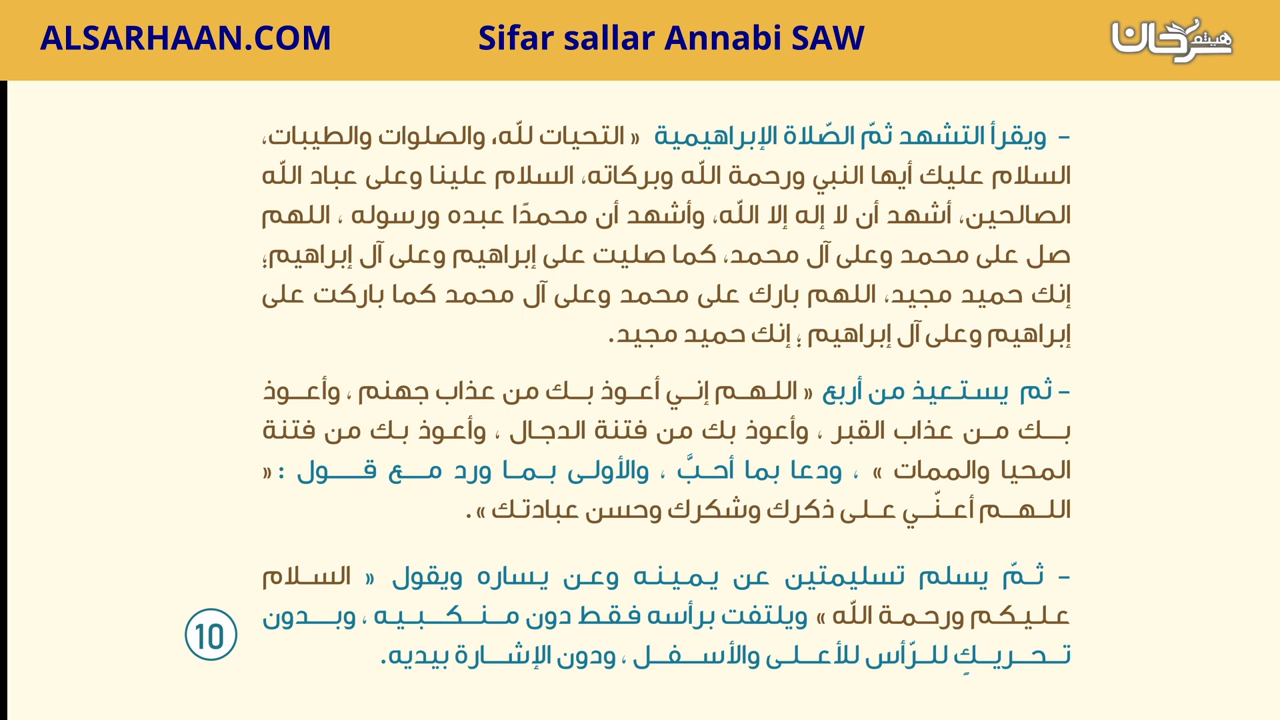 ALSARHAAN.COM
Sifar sallar Annabi SAW
هيثم سرحان
- ويقرأ التشهد ثمّ الصّلاة الإبراهيمية « التحيات للّه، والصلوات والطيبات،
السلام عليك أيها النبي ورحمة اللّه وبركاته، السلام علينا وعلى عباد اللّه
الصالحين، أشهد أن لا إله إلا اللّه، وأشهد أن محمدًا عبده ورسوله ، اللهم
صل على محمد وعلى آل محمد، كما صليت على إبراهيم وعلى آل إبراهيم؛
إنك حميد مجيد، اللهم بارك على محمد وعلى آل محمد كما باركت على
إبراهيم وعلى آل إبراهيم ؛ إنك حميد مجيد.
- ثم يستعيذ من أربع « اللهم إني أعوذ بك من عذاب جهنم ، وأعوذ
بك من عذاب القبر ، وأعوذ بك من فتنة الدجال ، وأعوذ بك من فتنة
المحيا والممات » ، ودعا بما أحبَّ ، والأولى بما ورد مع قول : «
اللهم أعنّي على ذكرك وشكرك وحسن عبادتك » .
- ثمّ يسلم تسليمتين عن يمينه وعن يساره ويقول « السلام
عليكم ورحمة اللّه » ويلتفت برأسه فقط دون منكبيه ، وبدون
تحريكٍ للرّأس للأعلى والأسفل ، ودون الإشارة بيديه.
10